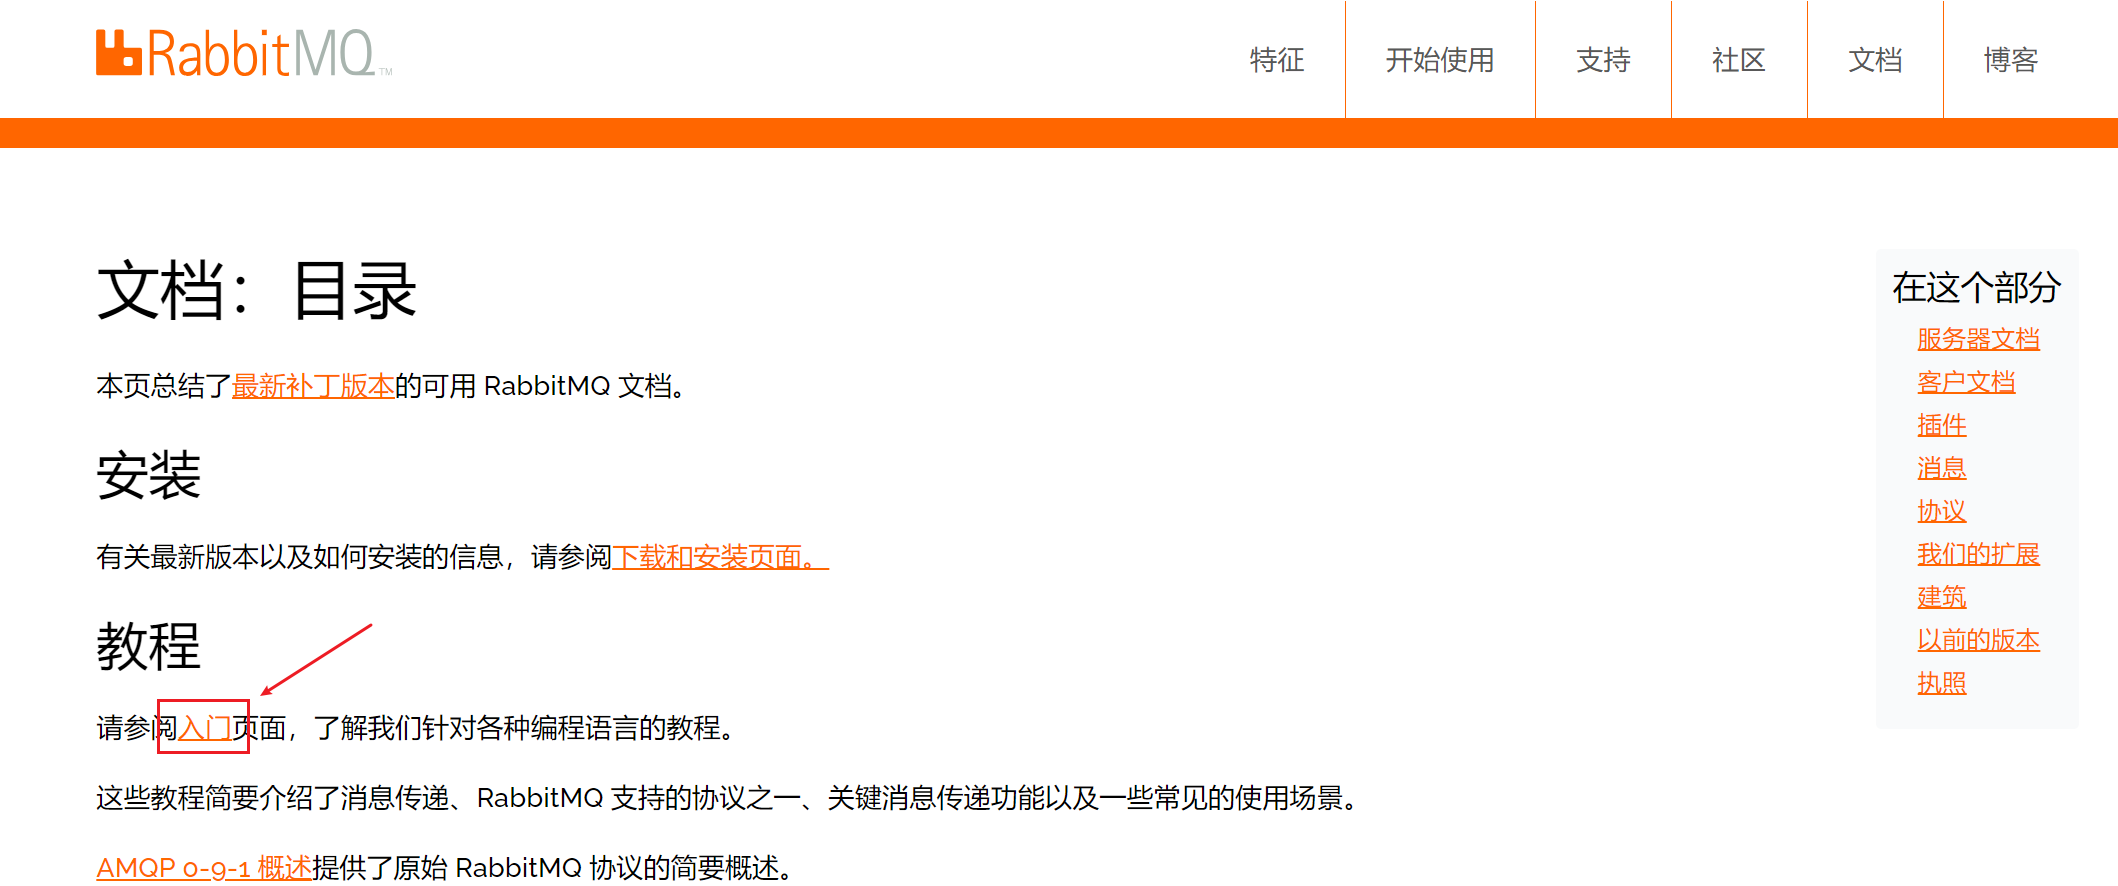 RabbitMQ TM
特征 开始使用 支持 社区 文档 博客
文档：目录
本页总结了最新补丁版本的可用 RabbitMQ 文档。
安装
有关最新版本以及如何安装的信息，请参阅下载和安装页面。
教程
请参阅入门页面，了解我们针对各种编程语言的教程。
这些教程简要介绍了消息传递、RabbitMQ 支持的协议之一、关键消息传递功能以及一些常见的使用场景。
AMQP 0-9-1 概述提供了原始 RabbitMQ 协议的简要概述。
在这个部分
服务器文档
客户文档
插件
消息
协议
我们的扩展
建筑
以前的版本
执照